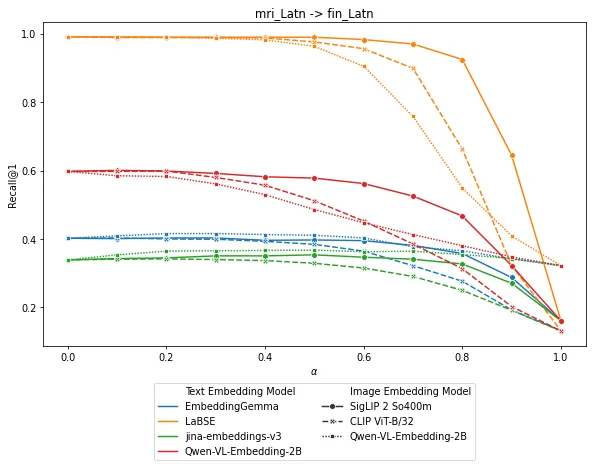 mri_Latn -> fin_Latn
1.0
0.8
0.6
0.4
0.2
Recall@1
0.0 0.2 0.4 0.6 0.8 1.0
α
Text Embedding Model
EmbeddingGemma
LaBSE
jina-embeddings-v3
Qwen-VL-Embedding-2B
Image Embedding Model
SigLIP 2 So400m
CLIP ViT-B/32
Qwen-VL-Embedding-2B